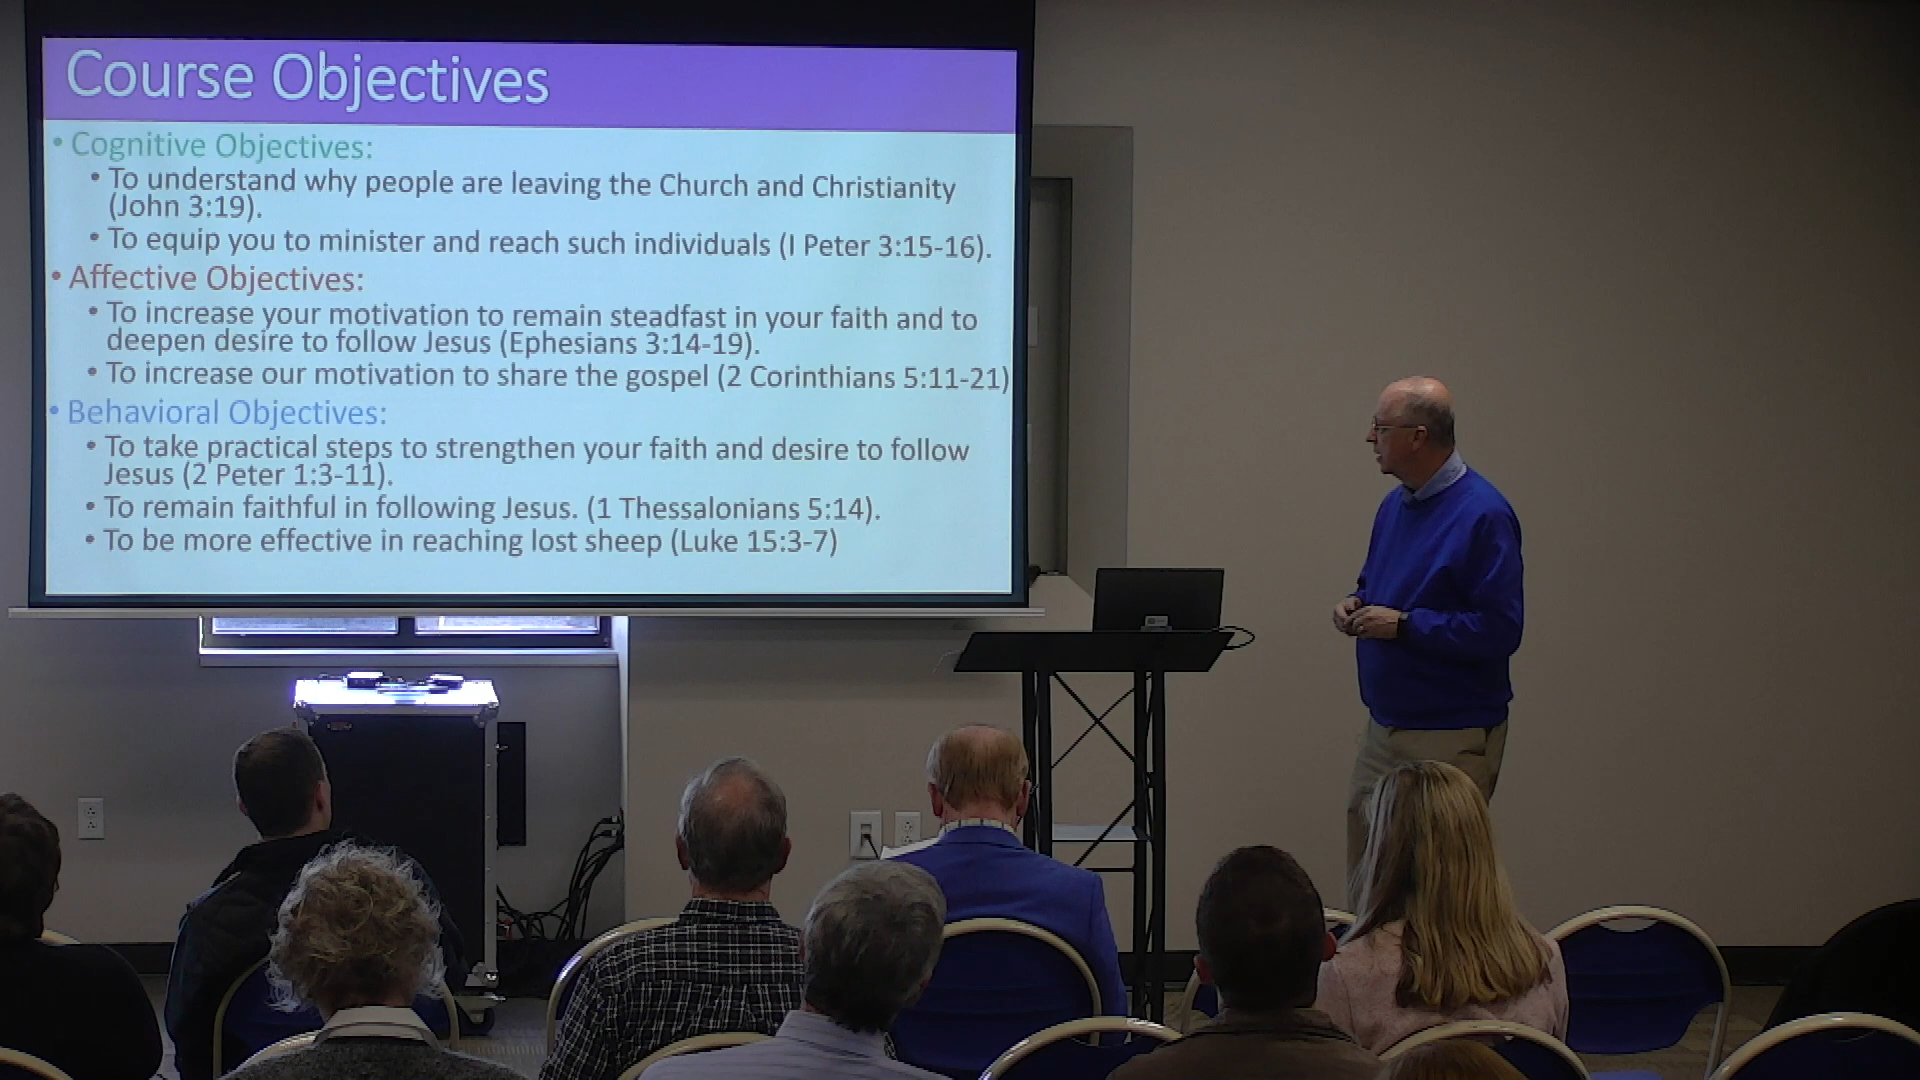 Course Objectives
• Cognitive Objectives:
• To understand why people are leaving the Church and Christianity
(John 3:19).
• To equip you to minister and reach such individuals (I Peter 3:15-16).
• Affective Objectives:
• To increase your motivation to remain steadfast in your faith and to
deepen desire to follow Jesus (Ephesians 3:14-19).
• To increase our motivation to share the gospel (2 Corinthians 5:11-21)
• Behavioral Objectives:
• To take practical steps to strengthen your faith and desire to follow
Jesus (2 Peter 1:3-11).
• To remain faithful in following Jesus. (1 Thessalonians 5:14).
• To be more effective in reaching lost sheep (Luke 15:3-7)